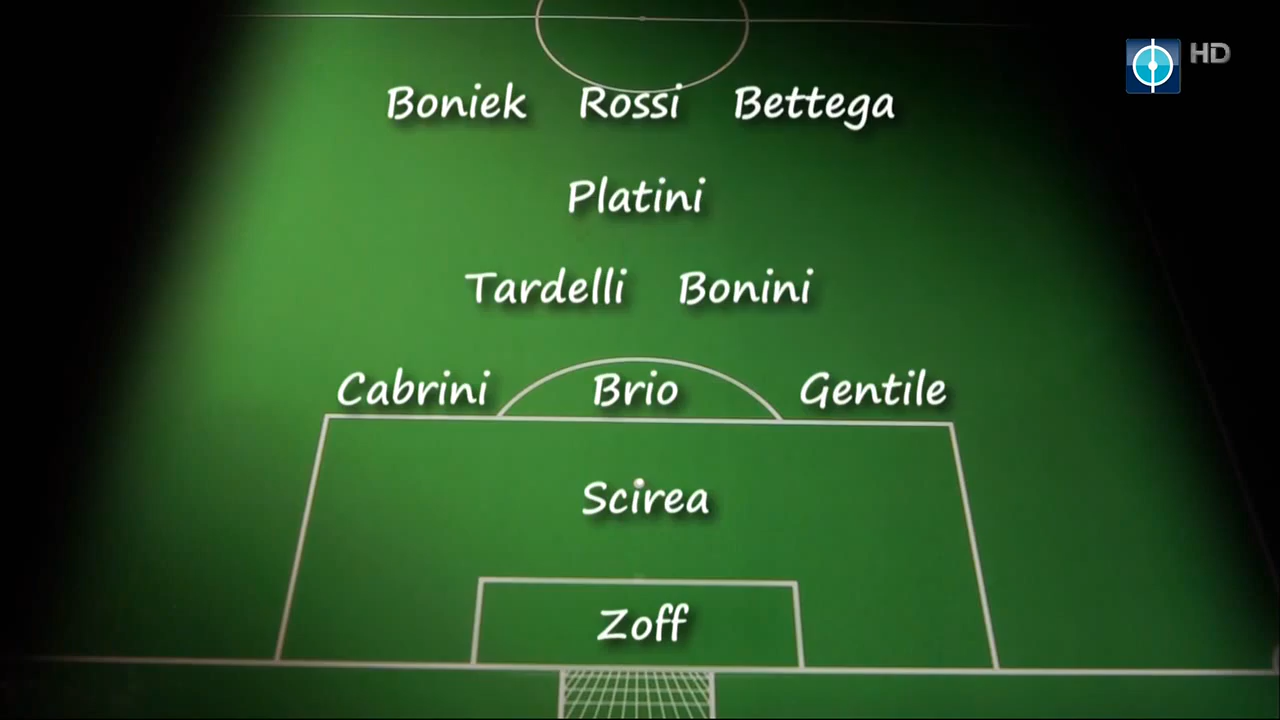 HD
Boniek Rossi Bettega
Platini
Tardelli Bonini
Cabrini Brio Gentile
Scirea
Zoff